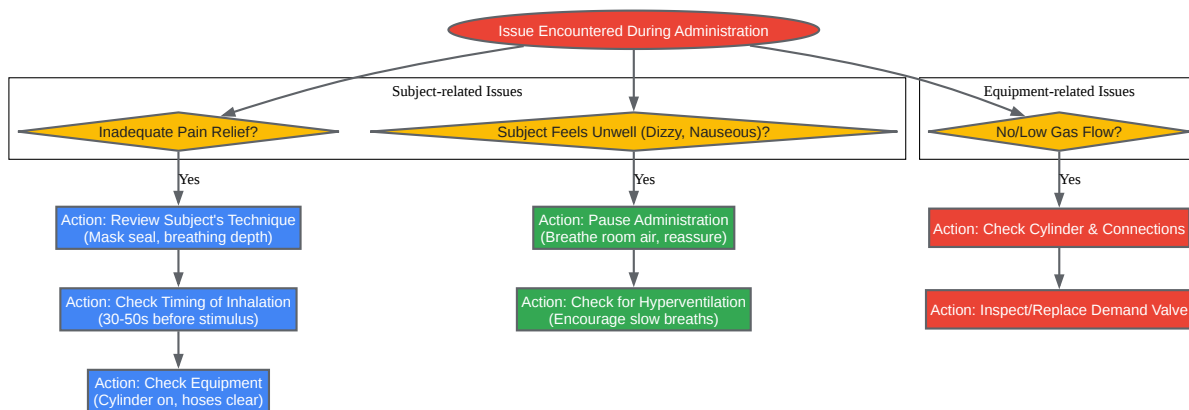 Issue Encountered During Administration
Subject-related Issues
Equipment-related Issues
Inadequate Pain Relief?
Subject Feels Unwell (Dizzy, Nauseous)?
No/Low Gas Flow?
Yes
Yes
Yes
Action: Review Subject's Technique
(Mask seal, breathing depth)
Action: Pause Administration
(Breathe room air, reassure)
Action: Check Cylinder & Connections
Action: Check Timing of Inhalation
(30-50s before stimulus)
Action: Check for Hyperventilation
(Encourage slow breaths)
Action: Inspect/Replace Demand Valve
Action: Check Equipment
(Cylinder on, hoses clear)